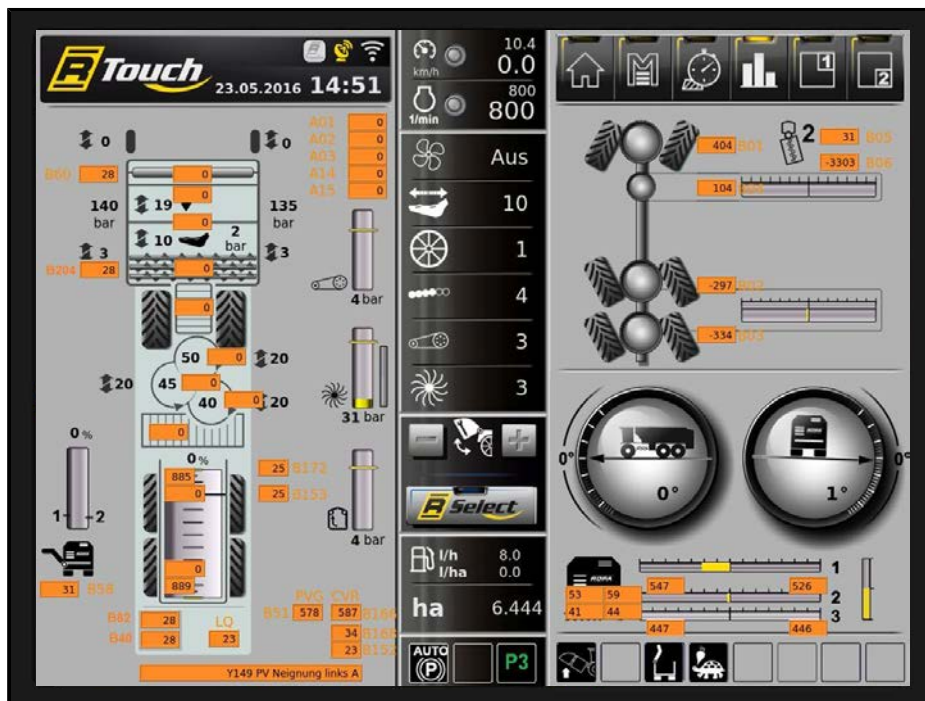 R Touch
23.05.2016 14:51
0 0
A01 0
A02 0
A03 0
A14 0
A15 0
B60 28 0
0
140 bar
19
135 bar
0
10
2 bar
3 3
B204 28 0
4 bar
0
50 0 20
20 45 0
40 0 20
31 bar
0
0 %
0 %
885
0
25 B172
25 B153
1 2
4 bar
0
889
31 B58
PVG CVR
B51 578 587
B82 28
LQ
34
28 23
23 B152
Y149 PV Neignung links A
km/h
10.4
0.0
1/min
800
800
Aus
10
1
4
3
3
R Select
l/h 8.0
l/ha 0.0
ha 6.444
AUTO P
P3
M
1
2
404 B01
2
31 B05
-3303 B06
104
-297
-334 B03
0° 0°
0° 1°
0°
0°
ROPA
53 59
41 44
547 526
1
2
3
447 446